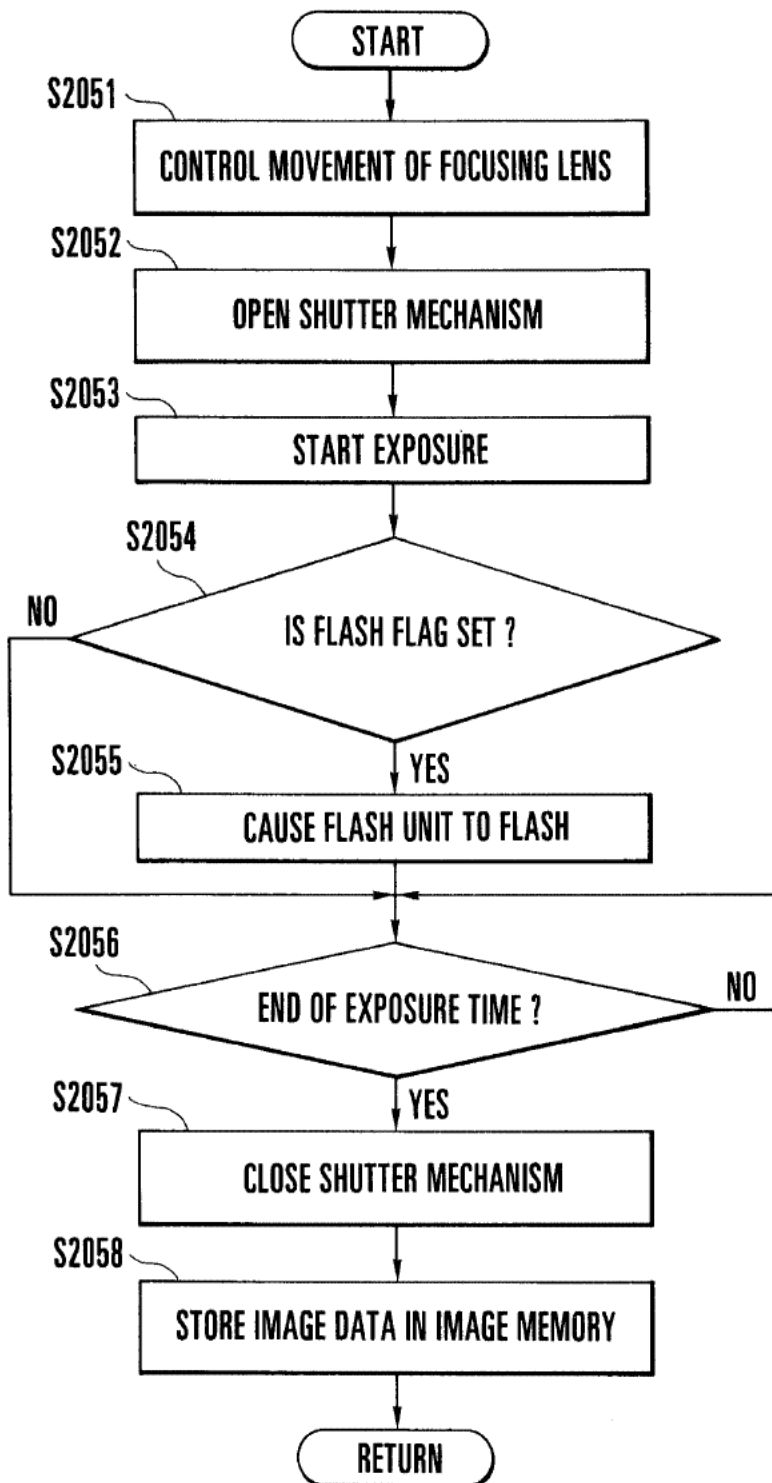 START
S2051
CONTROL MOVEMENT OF FOCUSING LENS
S2052
OPEN SHUTTER MECHANISM
S2053
START EXPOSURE
S2054
NO
IS FLASH FLAG SET ?
YES
S2055
CAUSE FLASH UNIT TO FLASH
S2056
END OF EXPOSURE TIME ?
NO
YES
S2057
CLOSE SHUTTER MECHANISM
S2058
STORE IMAGE DATA IN IMAGE MEMORY
RETURN